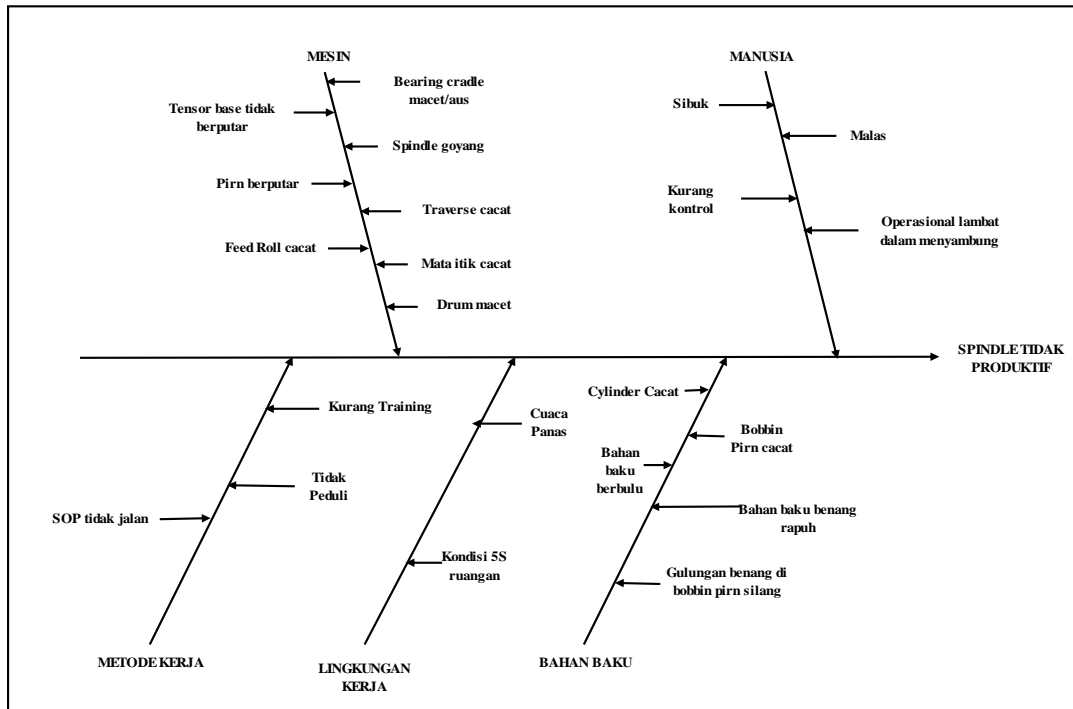 MESIN
Bearing cradle
macet/aus
Tensor base tidak
berputar
Spindle goyang
Pirn berputar
Traverse cacat
Feed Roll cacat
Mata itik cacat
Drum macet
MANUSIA
Sibuk
Malas
Kurang
kontrol
Operasional lambat
dalam menyambung
SPINDLE TIDAK
PRODUKTIF
Kurang Training
Tidak
Peduli
SOP tidak jalan
METODE KERJA
Cuaca
Panas
Kondisi 5S
ruangan
LINGKUNGAN
KERJA
Cylinder Cacat
Bobbin
Pirn cacat
Bahan
baku
berbulu
Bahan baku benang
rapuh
Gulungan benang di
bobbin pirn silang
BAHAN BAKU